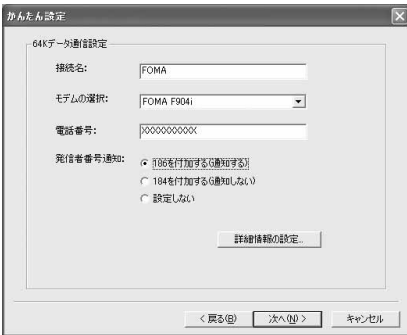 かんたん設定
64Kデータ通信設定
接続名: FOMA
モデムの選択: FOMA F904i
電話番号: XXXXXXXXXX
発信者番号通知: 186を付加する(通知する)
184を付加する(通知しない)
設定しない
詳細情報の設定...
< 戻る(B) 次へ(N) > キャンセル